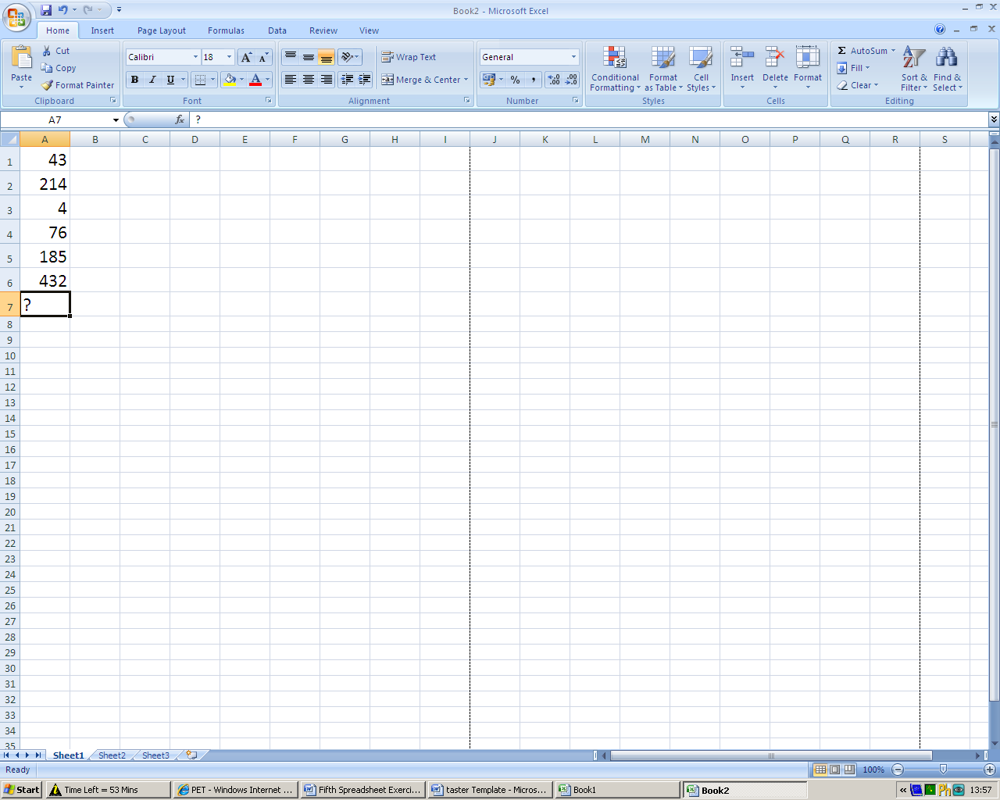 Book2 - Microsoft Excel
Home Insert Page Layout Formulas Data Review View
Paste Cut Copy Format Painter
Clipboard
Calibri 18 A A
B I U A
Font
Wrap Text
Merge & Center
Alignment
General
% , .00 .00
Number
Conditional Formatting Format as Table Cell Styles
Styles
Insert Delete Format
Cells
Σ AutoSum
Fill
Clear
Sort & Filter Find & Select
Editing
A7 fx ?
A B C D E F G H I J K L M N O P Q R S
1 43
2 214
3 4
4 76
5 185
6 432
7 ?
8
9
10
11
12
13
14
15
16
17
18
19
20
21
22
23
24
25
26
27
28
29
30
31
32
33
34
35
Sheet1 Sheet2 Sheet3
Ready 100%
Start Time Left = 53 Mins PET - Windows Internet ... Fifth Spreadsheet Exerci... taster Template - Micros... Book1 Book2 « Ph 13:57